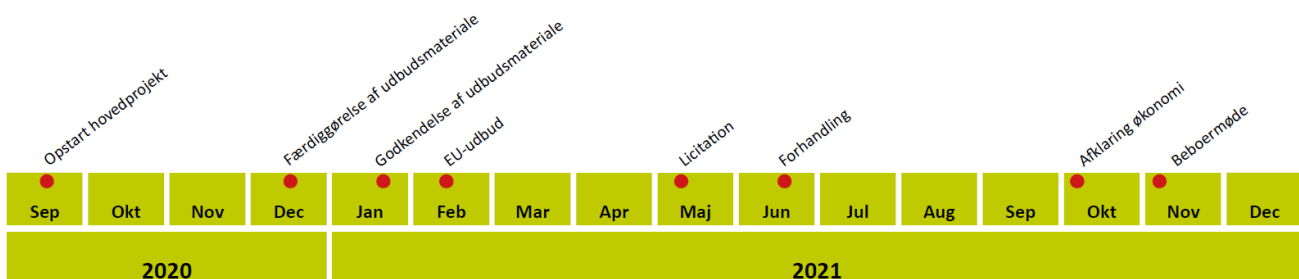 Opstart hovedprojekt
Færdiggørelse af udbudsmateriale
Godkendelse af udbudsmateriale
EU-udbud
Licitation
Forhandling
Afklaring økonomi
Beboermøde
Sep Okt Nov Dec Jan Feb Mar Apr Maj Jun Jul Aug Sep Okt Nov Dec
2020 2021